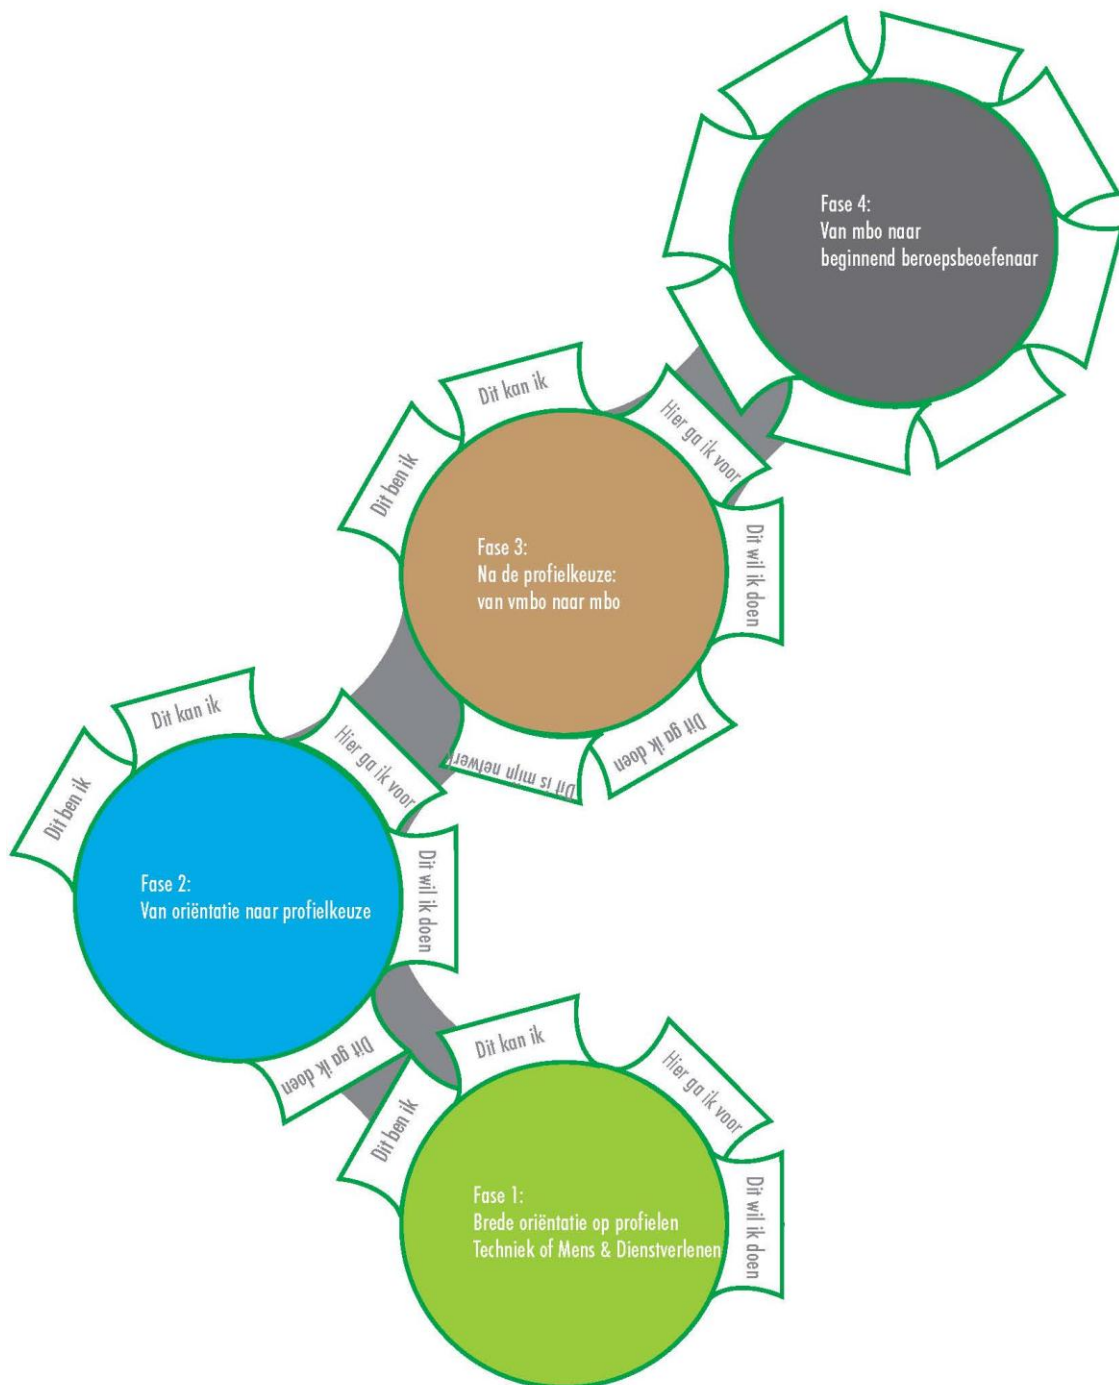 Fase 4:
Van mbo naar
beginnend beroepsbeoefenaar
Dit ben ik
Dit kan ik
Hier ga ik voor
Dit wil ik doen
Dit ga ik doen
Dit is mijn netwerk
Fase 3:
Na de profielkeuze:
van vmbo naar mbo
Dit ben ik
Dit kan ik
Hier ga ik voor
Dit wil ik doen
Dit ga ik doen
Fase 2:
Van oriëntatie naar profielkeuze
Dit ben ik
Dit kan ik
Hier ga ik voor
Dit wil ik doen
Fase 1:
Brede oriëntatie op profielen
Techniek of Mens & Dienstverlenen